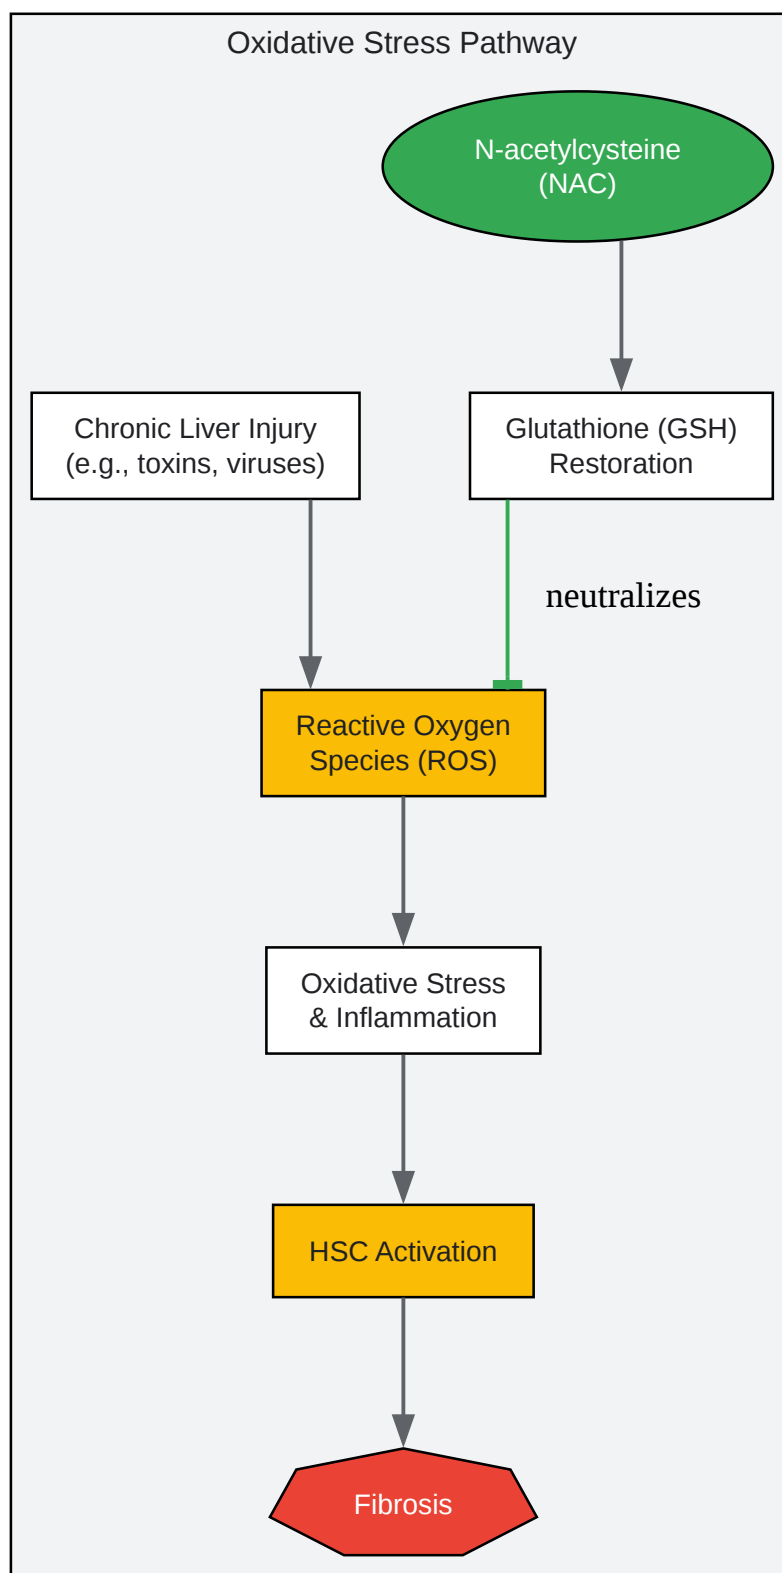 Oxidative Stress Pathway
N-acetylcysteine
(NAC)
Chronic Liver Injury
(e.g., toxins, viruses)
Glutathione (GSH)
Restoration
neutralizes
Reactive Oxygen
Species (ROS)
Oxidative Stress
& Inflammation
HSC Activation
Fibrosis